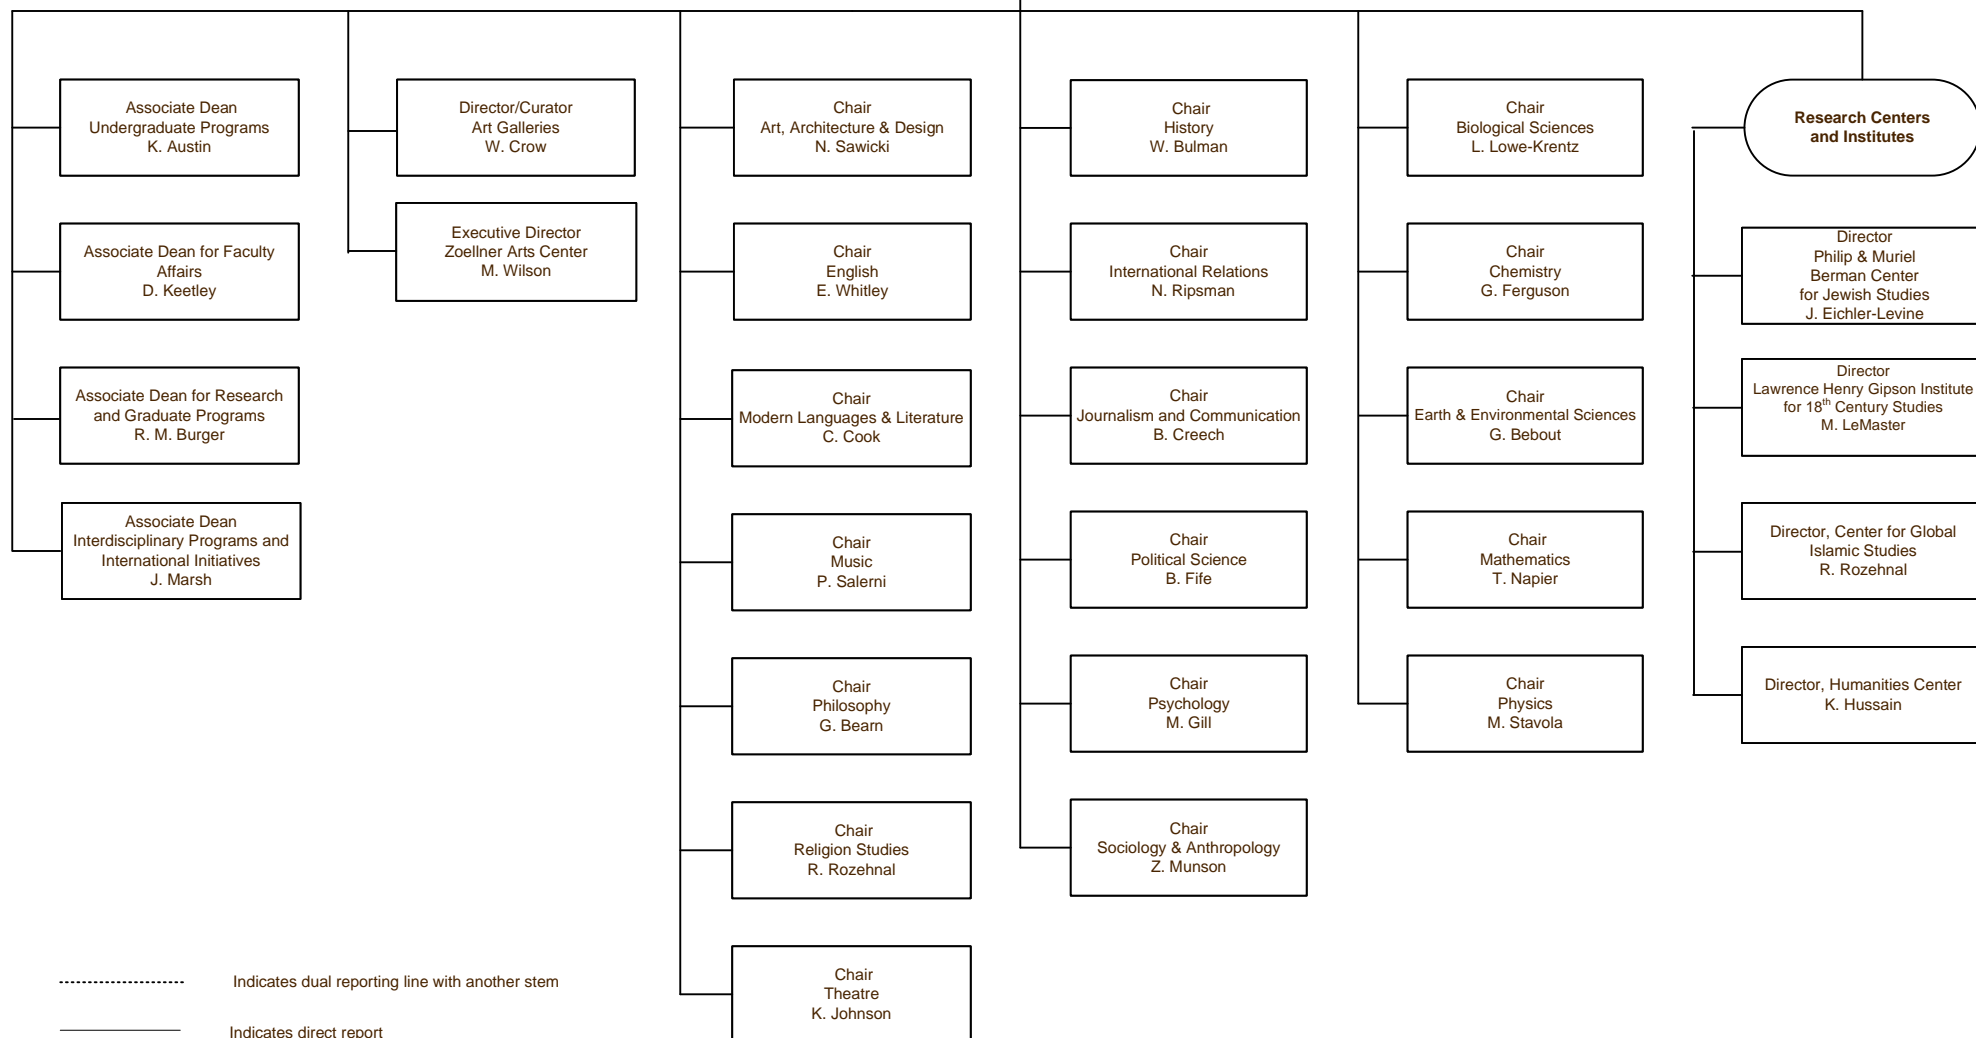 Associate Dean
Undergraduate Programs
K. Austin
Associate Dean for Faculty
Affairs
D. Keetley
Associate Dean for Research
and Graduate Programs
R. M. Burger
Associate Dean
Interdisciplinary Programs and
International Initiatives
J. Marsh
Director/Curator
Art Galleries
W. Crow
Executive Director
Zoellner Arts Center
M. Wilson
Chair
Art, Architecture & Design
N. Sawicki
Chair
English
E. Whitley
Chair
Modern Languages & Literature
C. Cook
Chair
Music
P. Salerni
Chair
Philosophy
G. Bearn
Chair
Religion Studies
R. Rozehnal
Chair
Theatre
K. Johnson
Chair
History
W. Bulman
Chair
International Relations
N. Ripsman
Chair
Journalism and Communication
B. Creech
Chair
Political Science
B. Fife
Chair
Psychology
M. Gill
Chair
Sociology & Anthropology
Z. Munson
Chair
Biological Sciences
L. Lowe-Krentz
Chair
Chemistry
G. Ferguson
Chair
Earth & Environmental Sciences
G. Bebout
Chair
Mathematics
T. Napier
Chair
Physics
M. Stavola
Research Centers
and Institutes
Director
Philip & Muriel
Berman Center
for Jewish Studies
J. Eichler-Levine
Director
Lawrence Henry Gipson Institute
for 18th Century Studies
M. LeMaster
Director, Center for Global
Islamic Studies
R. Rozehnal
Director, Humanities Center
K. Hussain
Indicates dual reporting line with another stem
Indicates direct report